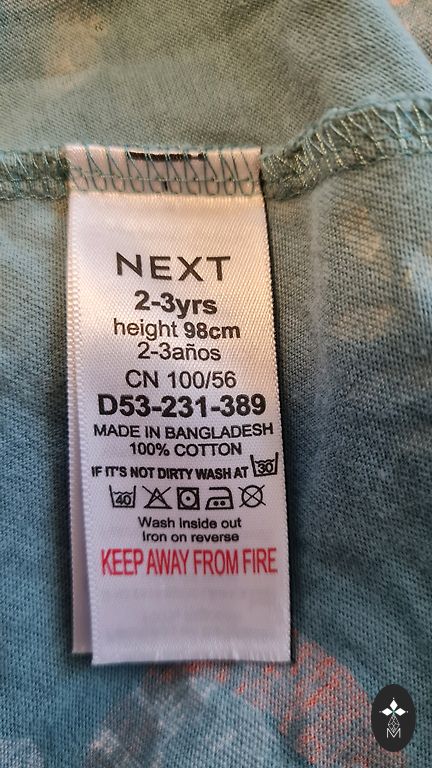 NEXT
2-3yrs
height 98cm
2-3años
CN 100/56
D53-231-389
MADE IN BANGLADESH
100% COTTON
IF IT'S NOT DIRTY WASH AT 30
40
Wash inside out
Iron on reverse
KEEP AWAY FROM FIRE
M